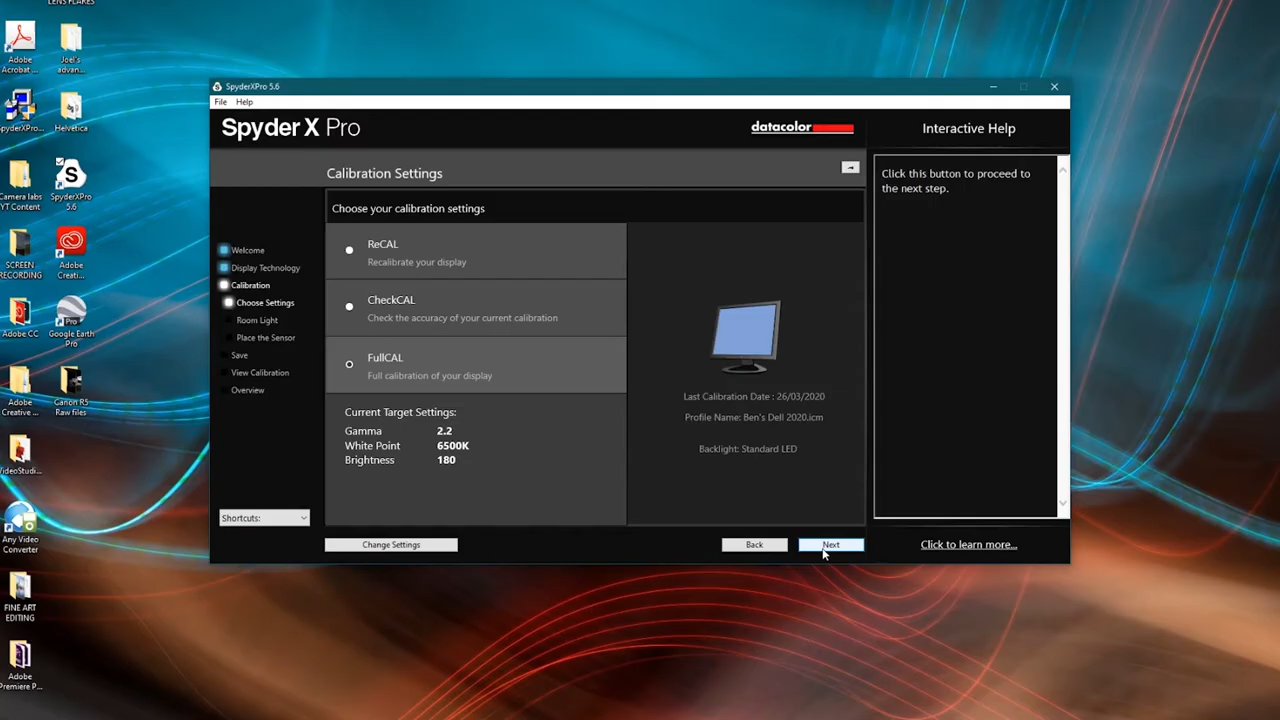 LENS FLARES
Adobe
Acrobat ...
Joel's
advan...
SpyderXPro...
Helvetica
Camera labs
YT Content
SpyderXPro
5.6
SCREEN
RECORDING
Adobe
Creati...
Adobe CC
Google Earth
Pro
Adobe
Creative ...
Canon R5
Raw files
VideoStudi...
Any Video
Converter
FINE ART
EDITING
Adobe
Premiere P...
SpyderXPro 5.6
File Help
Spyder X Pro
datacolor
Interactive Help
Calibration Settings
Click this button to proceed to
the next step.
Choose your calibration settings
Welcome
Display Technology
Calibration
Choose Settings
Room Light
Place the Sensor
Save
View Calibration
Overview
ReCAL
Recalibrate your display
CheckCAL
Check the accuracy of your current calibration
FullCAL
Full calibration of your display
Current Target Settings:
Gamma 2.2
White Point 6500K
Brightness 180
Last Calibration Date : 26/03/2020
Profile Name: Ben's Dell 2020.icm
Backlight: Standard LED
Shortcuts:
Change Settings
Back
Next
Click to learn more...